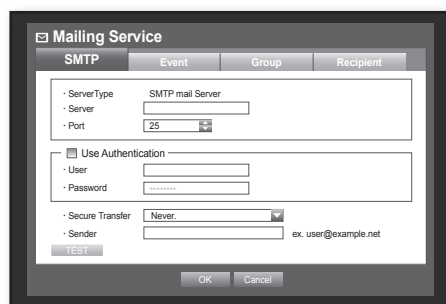 Mailing Service
SMTP Event Group Recipient
· ServerType SMTP mail Server
· Server
· Port 25
Use Authentication
· User
· Password --------
· Secure Transfer Never.
· Sender ex. user@example.net
TEST
OK Cancel